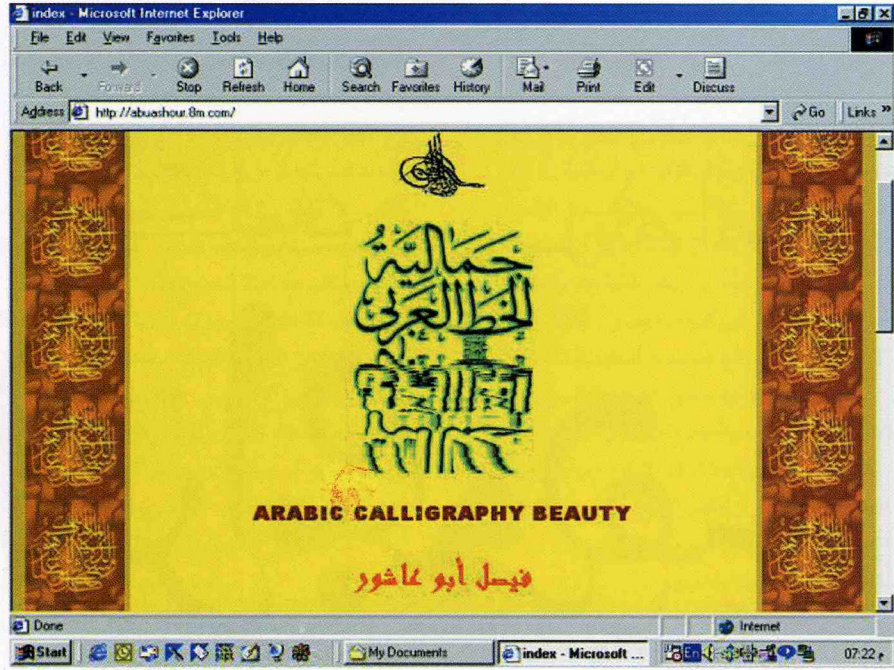 index - Microsoft Internet Explorer
File Edit View Favorites Tools Help
Back Forward Stop Refresh Home Search Favorites History Mail Print Edit Discuss
Address http://abuashour.8m.com/ Go Links »
جمالية
الخط العربي
ARABIC CALLIGRAPHY BEAUTY
فيصل أبو عاشور
Done Internet
Start My Documents index - Microsoft ... En 07:22 م